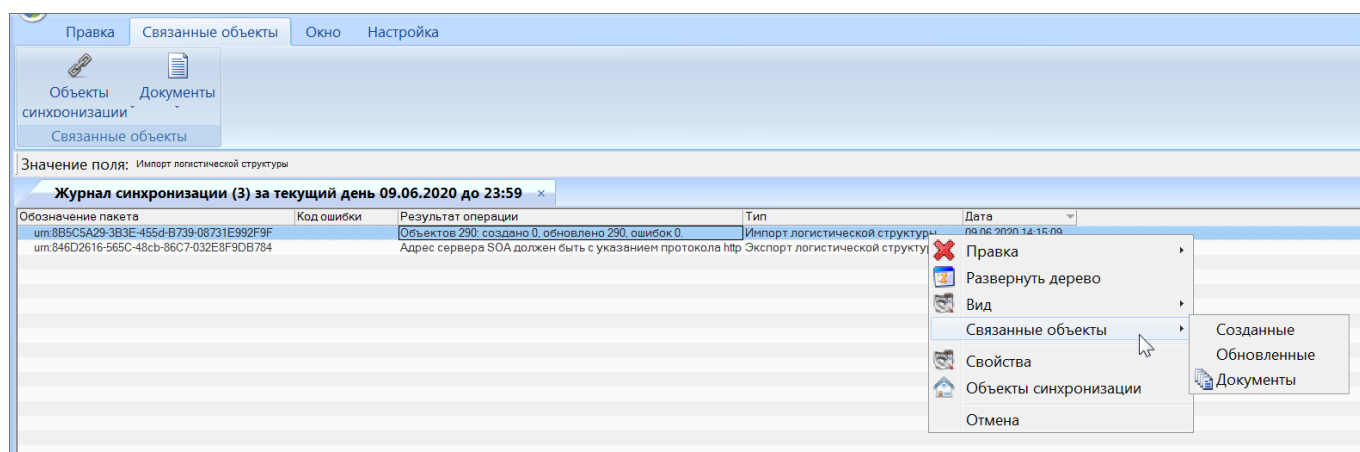 Правка Связанные объекты Окно Настройка
Объекты синхронизации Документы
Связанные объекты
Значение поля: Импорт логистической структуры
Журнал синхронизации (3) за текущий день 09.06.2020 до 23:59 ×
Обозначение пакета Код ошибки Результат операции Тип Дата
urn:8B5C5A29-3B3E-455d-B739-08731E992F9F Объектов 290: создано 0, обновлено 290, ошибок 0. Импорт логистической структуры 09.06.2020 14:15:09
urn:846D2616-565C-48cb-86C7-032E8F9DB784 Адрес сервера SOA должен быть с указанием протокола http Экспорт логистической структу
Правка
Развернуть дерево
Вид
Связанные объекты
Свойства
Объекты синхронизации
Отмена
Созданные
Обновленные
Документы